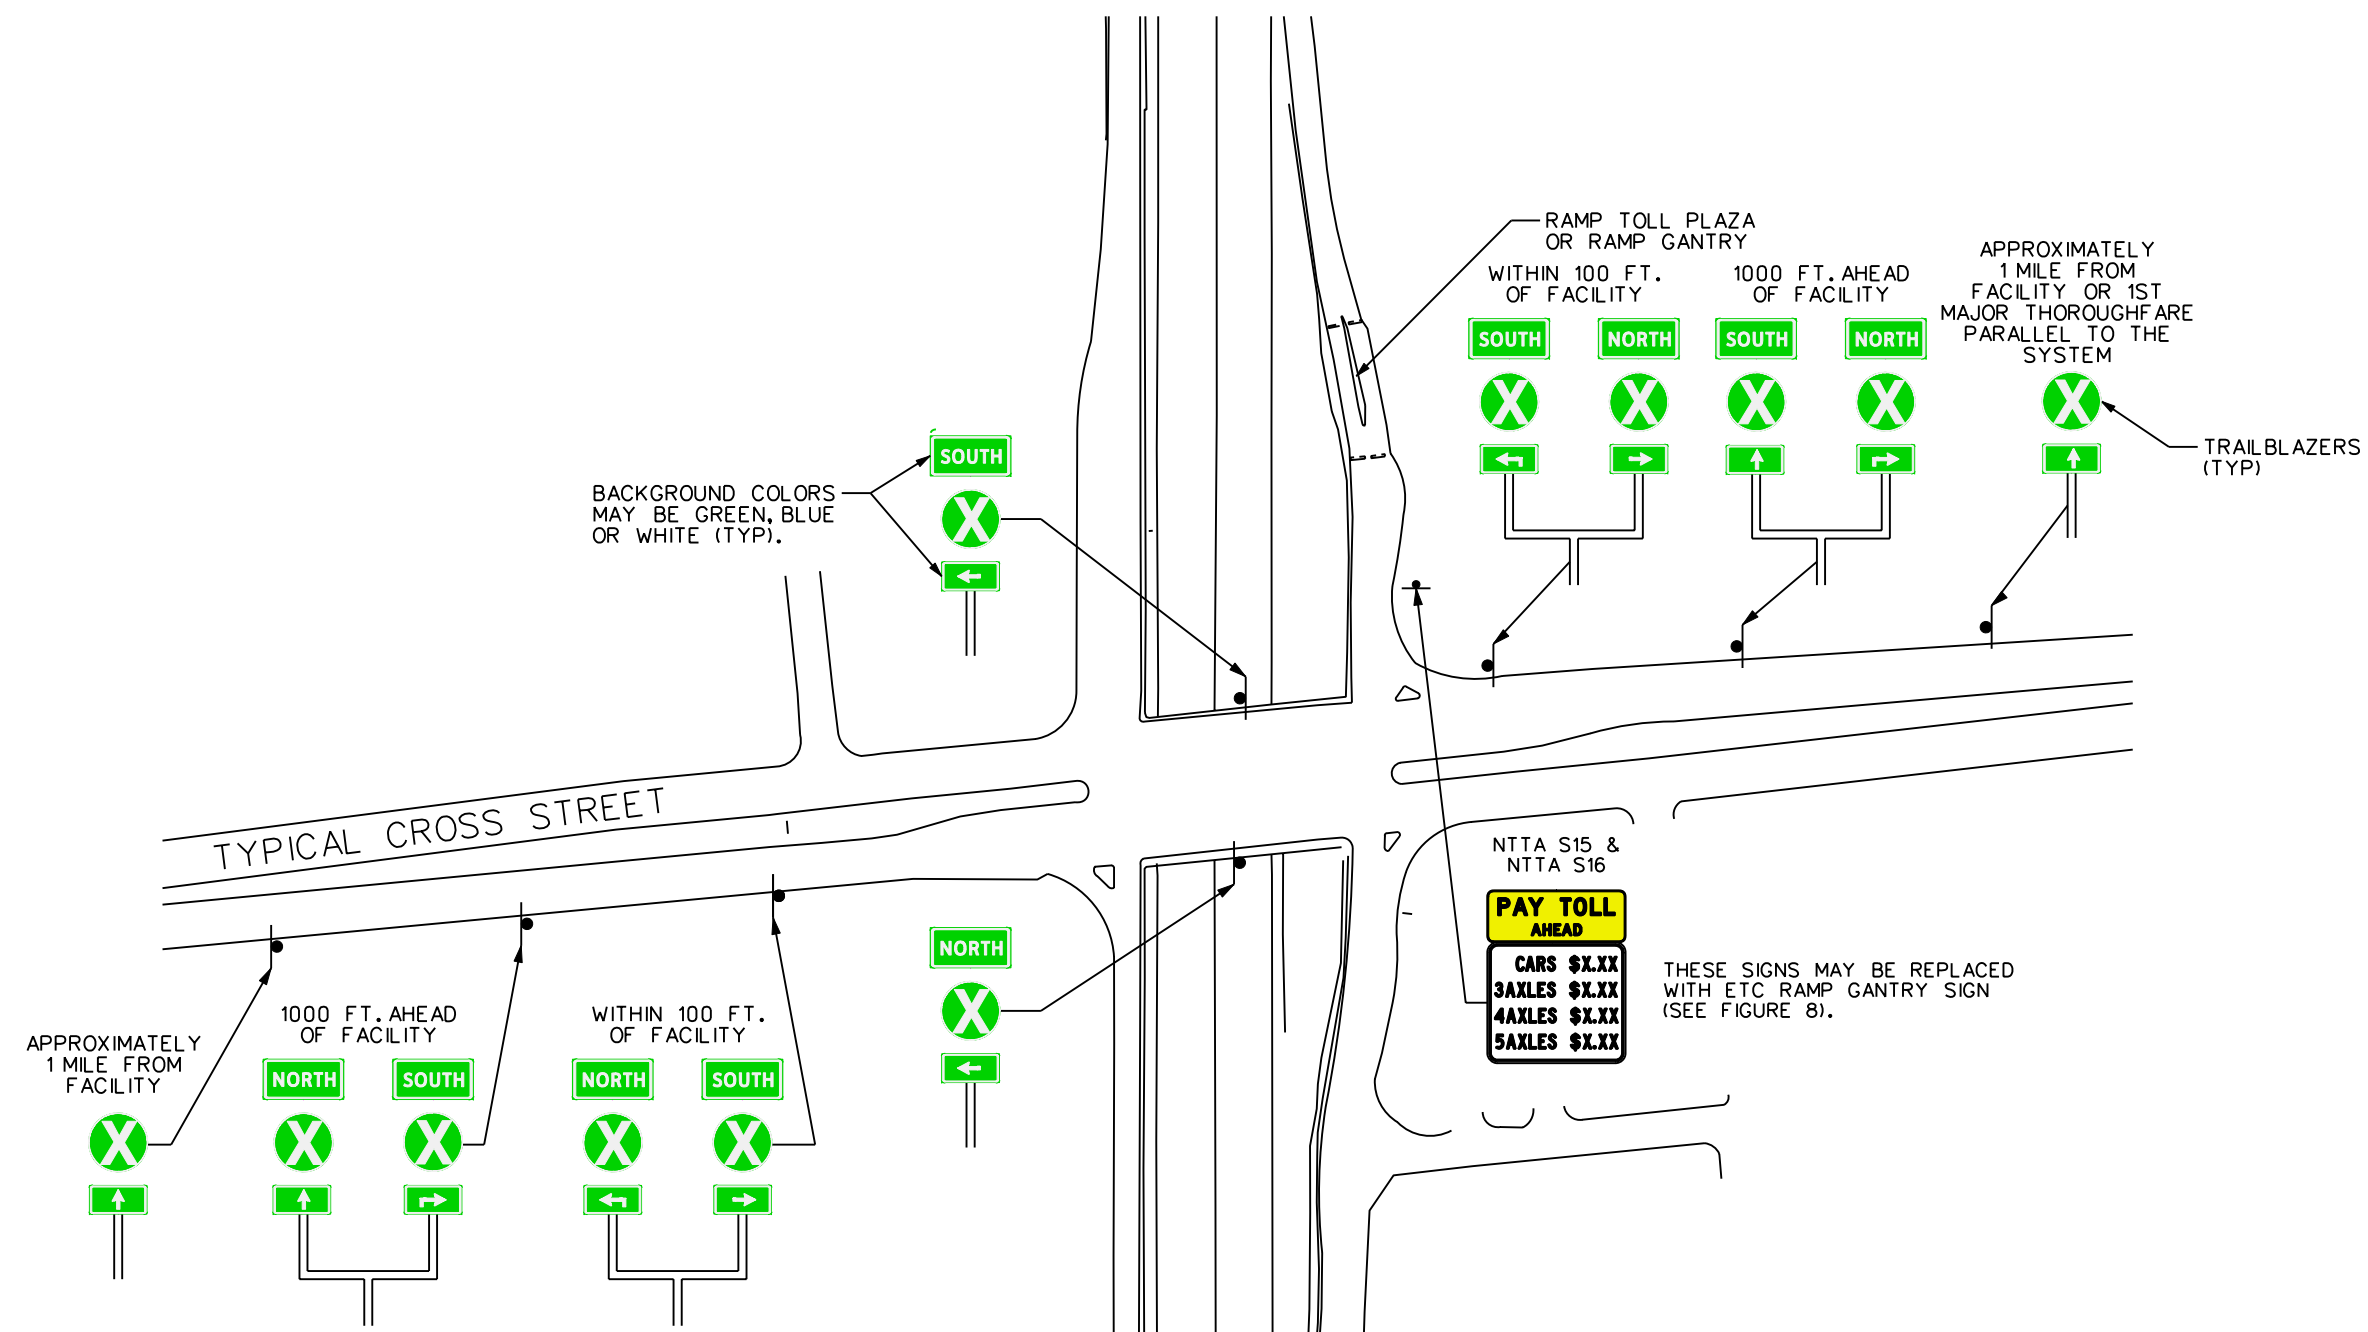 RAMP TOLL PLAZA
OR RAMP GANTRY
WITHIN 100 FT.
OF FACILITY
1000 FT. AHEAD
OF FACILITY
APPROXIMATELY
1 MILE FROM
FACILITY OR 1ST
MAJOR THOROUGHFARE
PARALLEL TO THE
SYSTEM
SOUTH
NORTH
SOUTH
NORTH
X
X
X
X
X
TRAILBLAZERS
(TYP)
SOUTH
X
BACKGROUND COLORS
MAY BE GREEN, BLUE
OR WHITE (TYP).
TYPICAL CROSS STREET
NTTA S15 &
NTTA S16
PAY TOLL
AHEAD
CARS $X.XX
3AXLES $X.XX
4AXLES $X.XX
5AXLES $X.XX
THESE SIGNS MAY BE REPLACED
WITH ETC RAMP GANTRY SIGN
(SEE FIGURE 8).
NORTH
X
APPROXIMATELY
1 MILE FROM
FACILITY
X
1000 FT. AHEAD
OF FACILITY
NORTH
SOUTH
X
X
WITHIN 100 FT.
OF FACILITY
NORTH
SOUTH
X
X